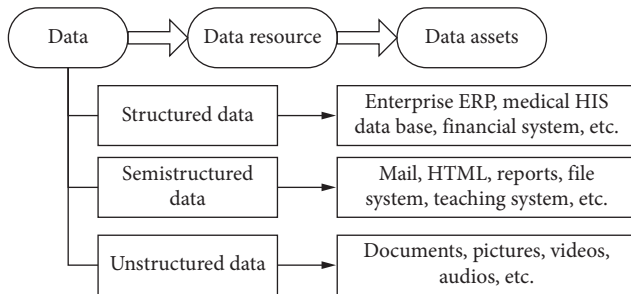 Data
Data resource
Data assets
Structured data
Enterprise ERP, medical HIS
data base, financial system, etc.
Semistructured
data
Mail, HTML, reports, file
system, teaching system, etc.
Unstructured data
Documents, pictures, videos,
audios, etc.